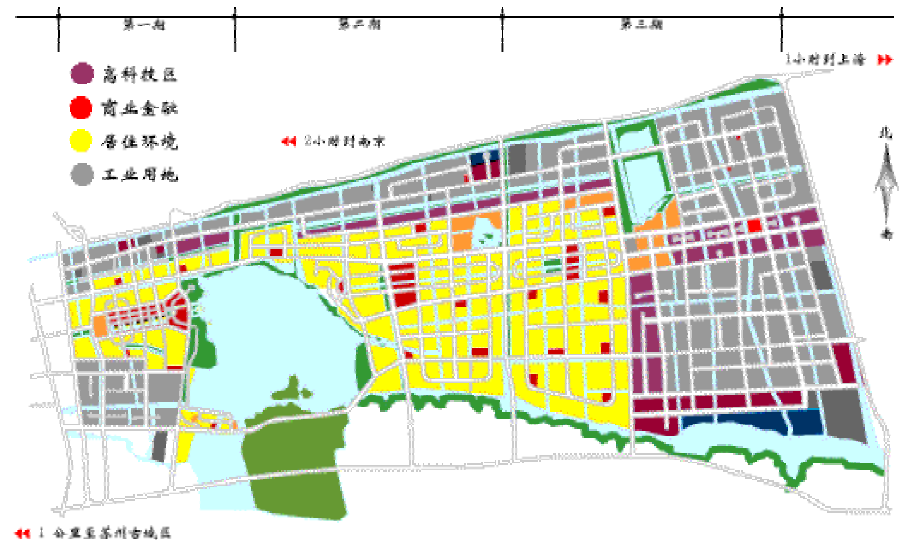 第一期
第二期
第三期
1小时到上海
高科技区
商业金融
居住环境
工业用地
2小时到南京
北
南
1 公里至苏州古城区